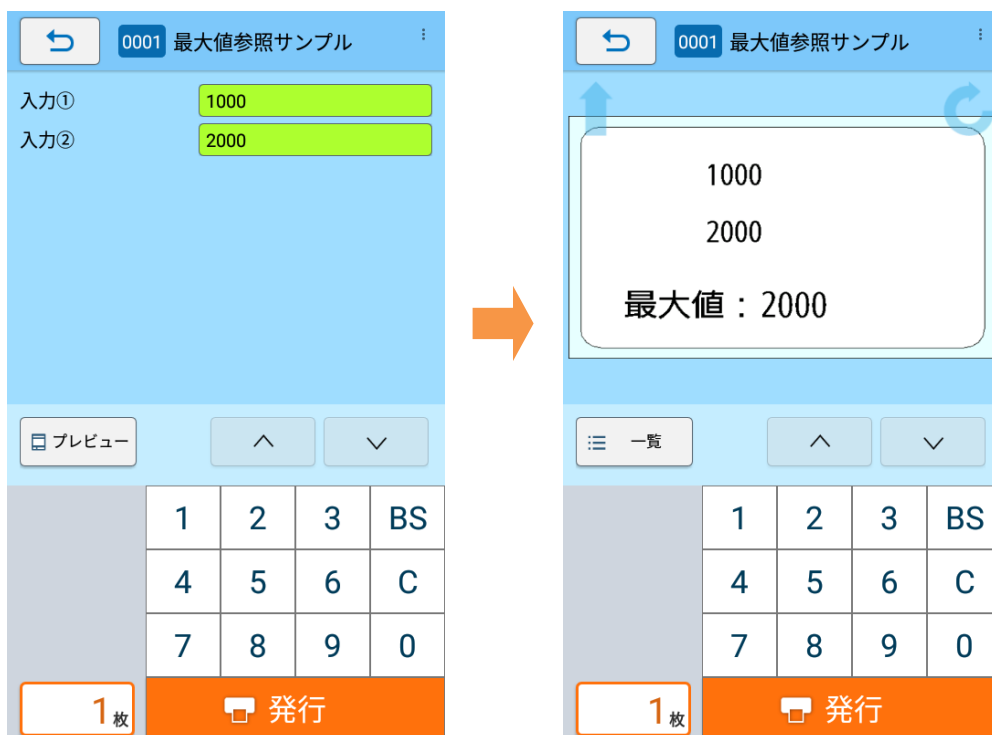 0001 最大値参照サンプル
入力① 1000
入力② 2000
プレビュー
1 2 3 BS
4 5 6 C
7 8 9 0
1枚 発行
0001 最大値参照サンプル
1000
2000
最大値：2000
一覧
1 2 3 BS
4 5 6 C
7 8 9 0
1枚 発行